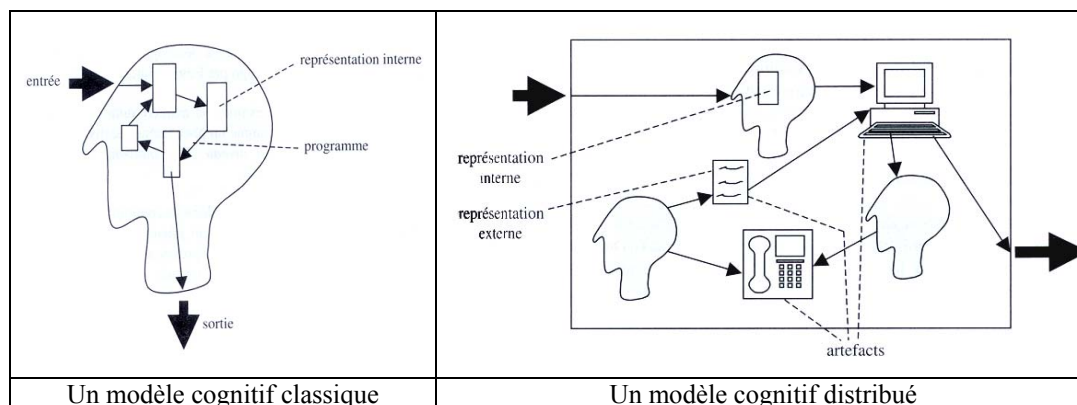 entrée
représentation interne
programme
sortie
représentation
interne
représentation
externe
artefacts
Un modèle cognitif classique
Un modèle cognitif distribué